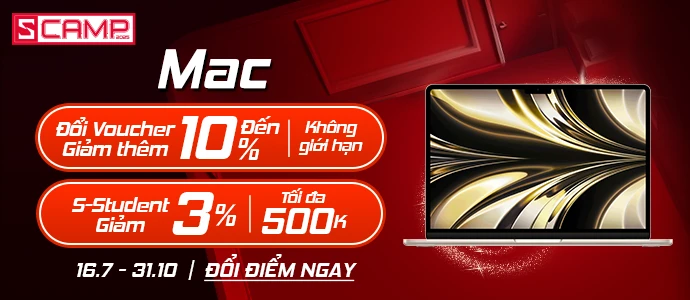 SCAMP
2025
Mac
Đổi Voucher
Giảm thêm
10%
Đến
Không
giới hạn
S-Student
Giảm
3%
Tối đa
500K
16.7 - 31.10 | ĐỔI ĐIỂM NGAY